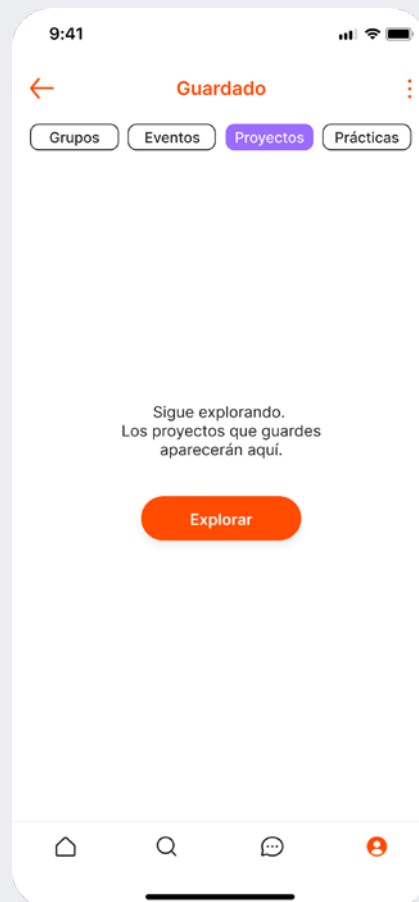 9:41
Guardado
Grupos
Eventos
Proyectos
Prácticas
Sigue explorando.
Los proyectos que guardes
aparecerán aquí.
Explorar